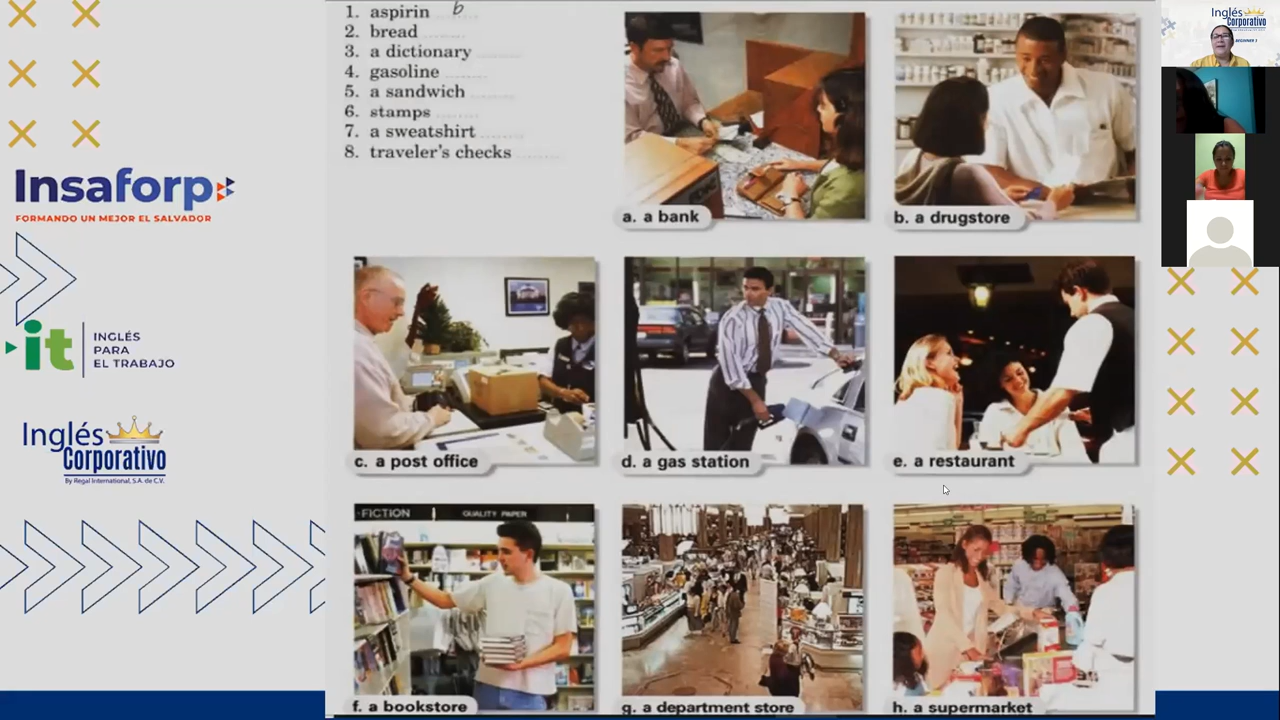 1. aspirin b
2. bread
3. a dictionary
4. gasoline
5. a sandwich
6. stamps
7. a sweatshirt
8. traveler's checks
a. a bank
b. a drugstore
c. a post office
d. a gas station
e. a restaurant
FICTION
QUALITY PAPER
f. a bookstore
g. a department store
h. a supermarket
Insaforp
FORMANDO UN MEJOR EL SALVADOR
it
INGLÉS
PARA
EL TRABAJO
Inglés
Corporativo
By Regal International, S.A. de C.V.
Inglés
Corporativo